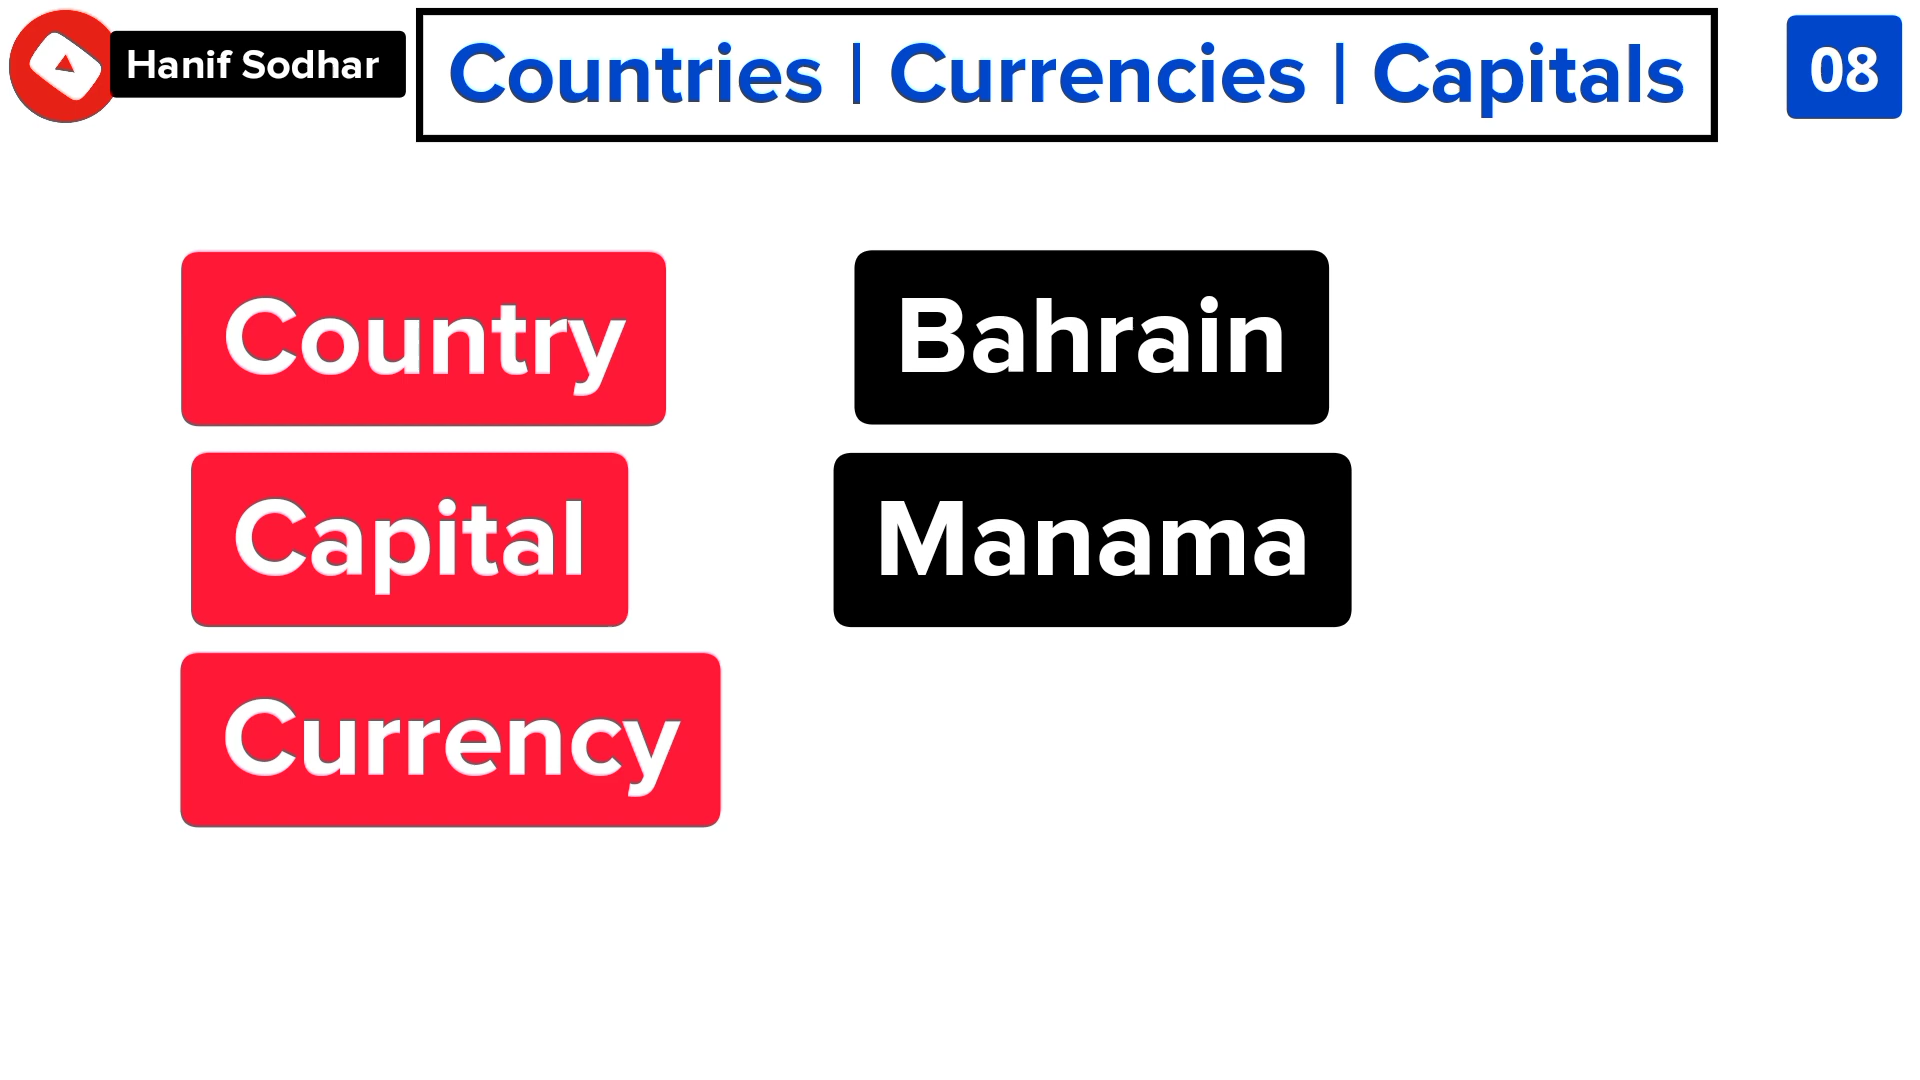 Hanif Sodhar
Countries | Currencies | Capitals
08
Country
Bahrain
Capital
Manama
Currency